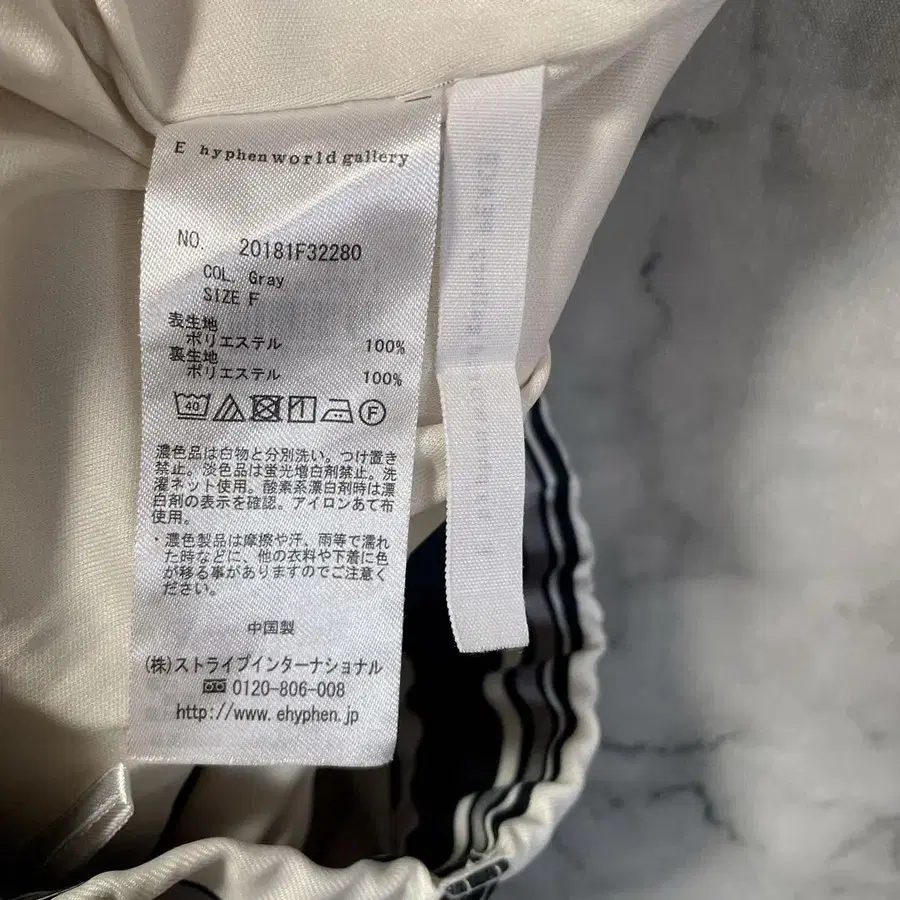 E hyphen world gallery
NO. 20181F32280
COL. Gray
SIZE F
表生地
ポリエステル 100%
裏生地
ポリエステル 100%
40 F
濃色品は白物と分別洗い。つけ置き
禁止。淡色品は蛍光増白剤禁止。洗
濯ネット使用。酸素系漂白剤時は漂
白剤の表示を確認。アイロンあて布
使用。
・濃色製品は摩擦や汗、雨等で濡れ
た時などに、他の衣料や下着に色
が移る事がありますのでご注意く
ださい。
中国製
(株)ストライプインターナショナル
0120-806-008
http://www.ehyphen.jp